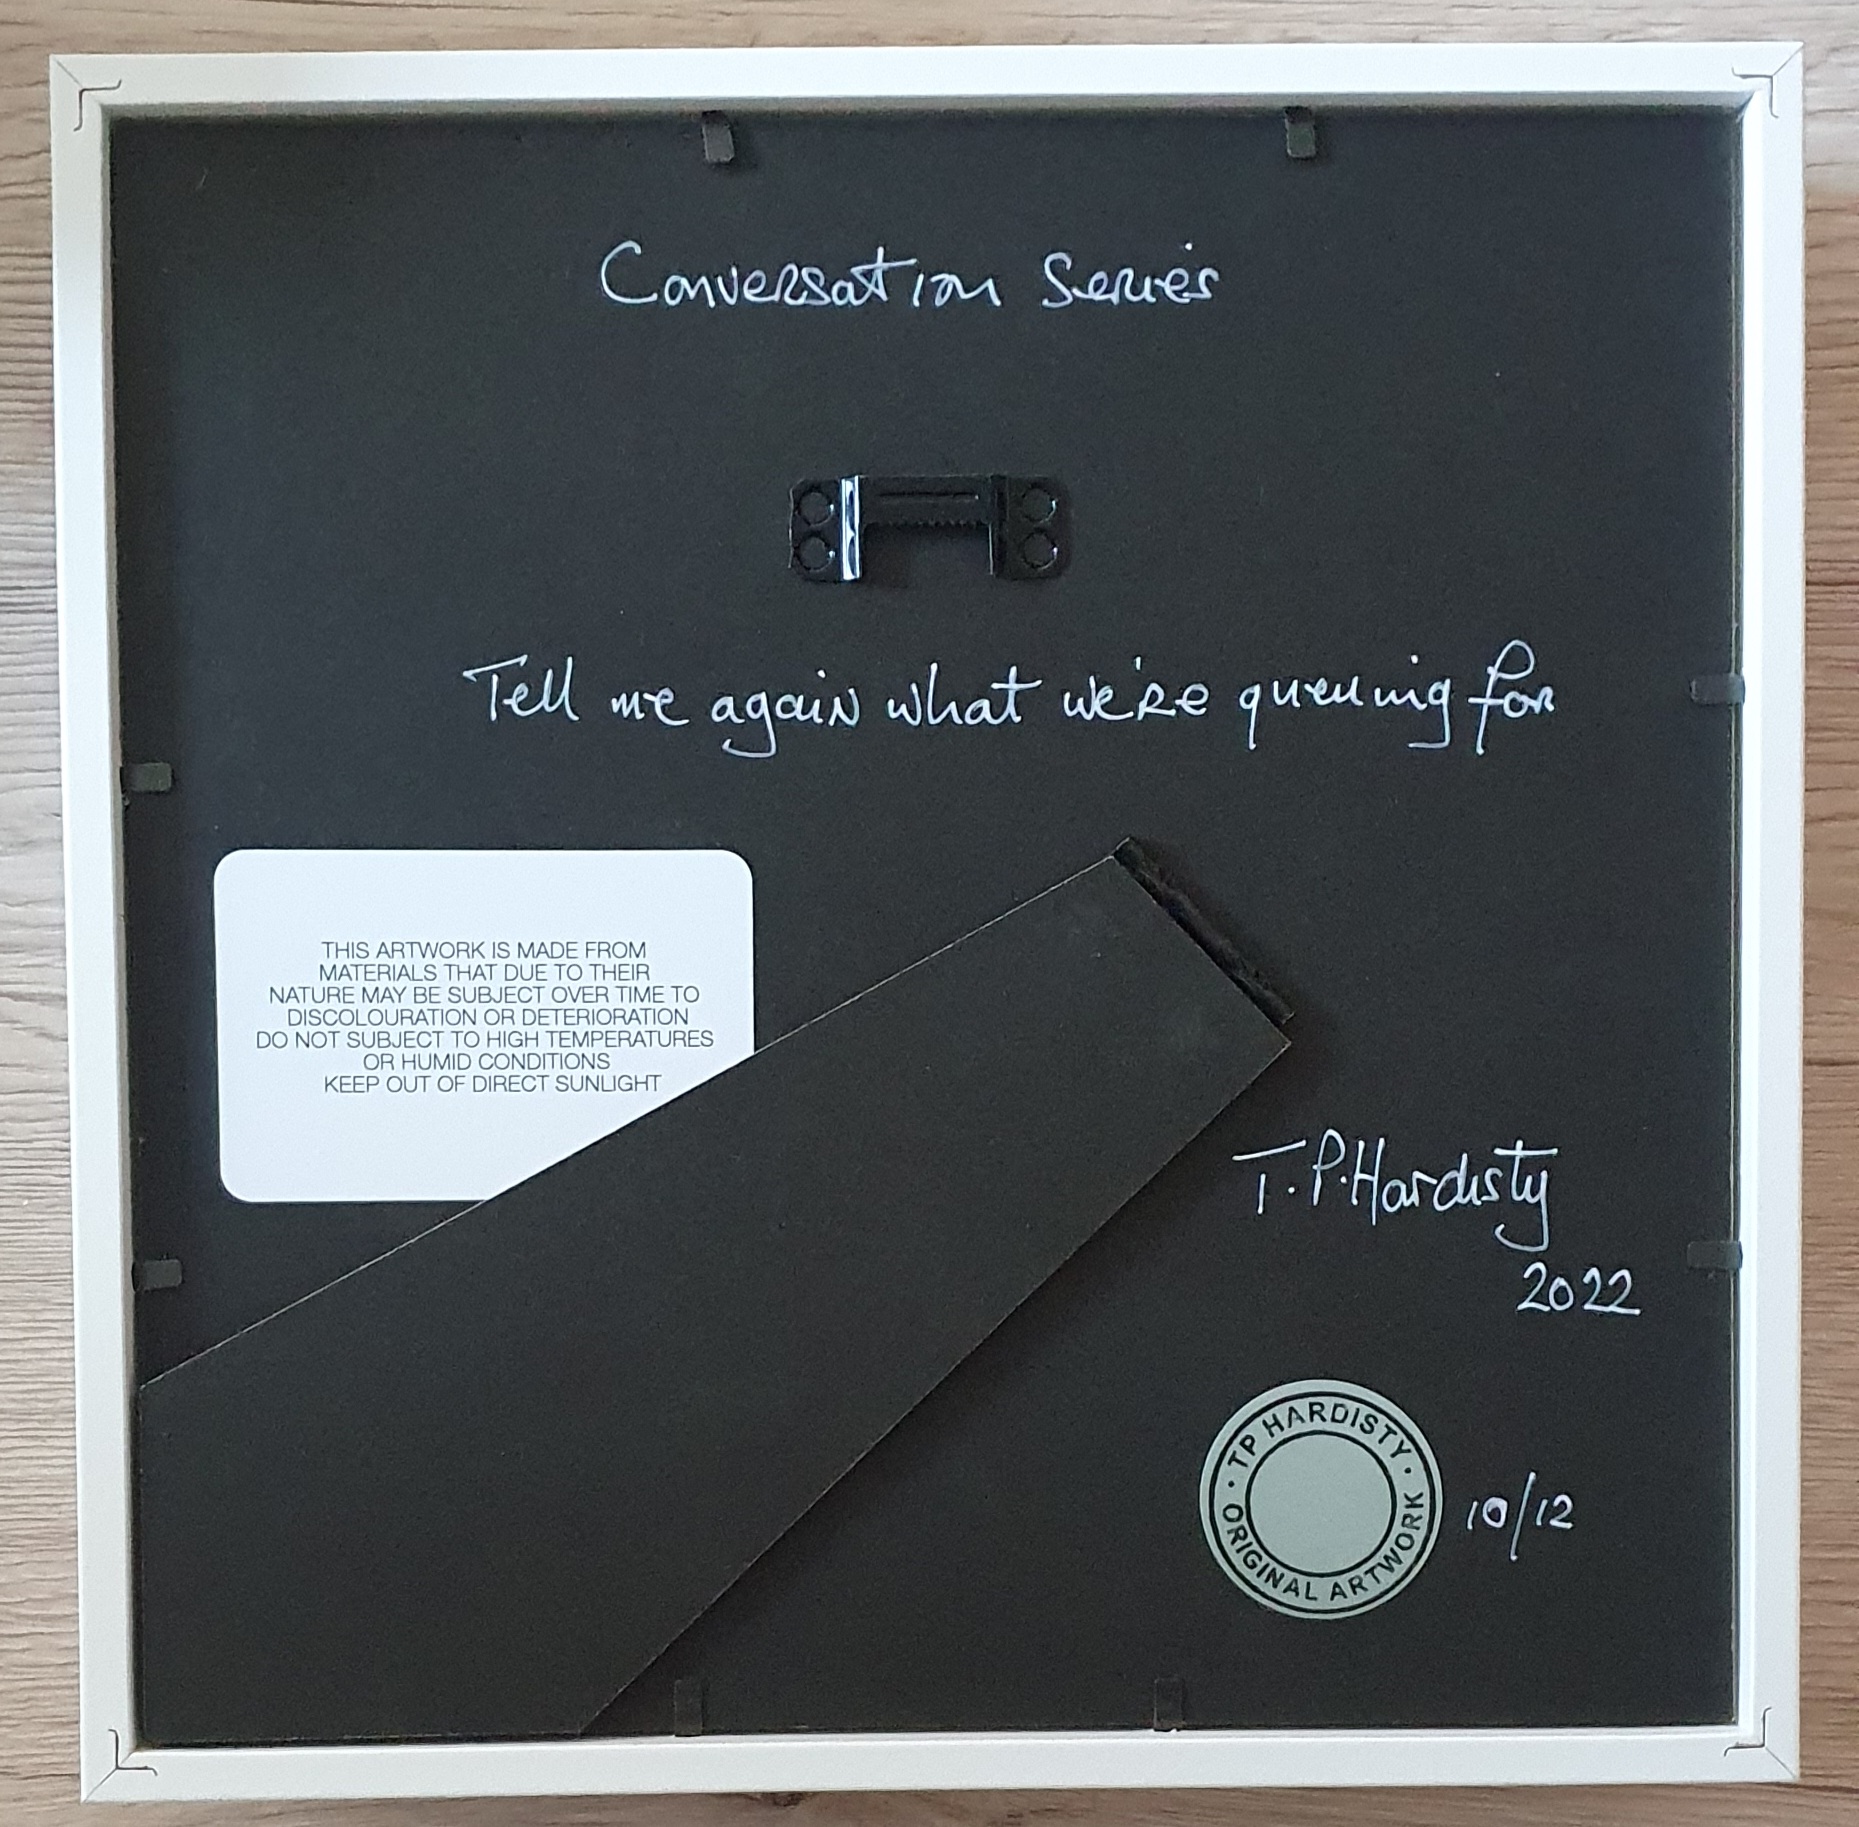 Conversation Series
Tell me again what we're queuing for
THIS ARTWORK IS MADE FROM
MATERIALS THAT DUE TO THEIR
NATURE MAY BE SUBJECT OVER TIME TO
DISCOLOURATION OR DETERIORATION
DO NOT SUBJECT TO HIGH TEMPERATURES
OR HUMID CONDITIONS
KEEP OUT OF DIRECT SUNLIGHT
T.P.Hardisty
2022
· TP HARDISTY ·
ORIGINAL ARTWORK
10/12